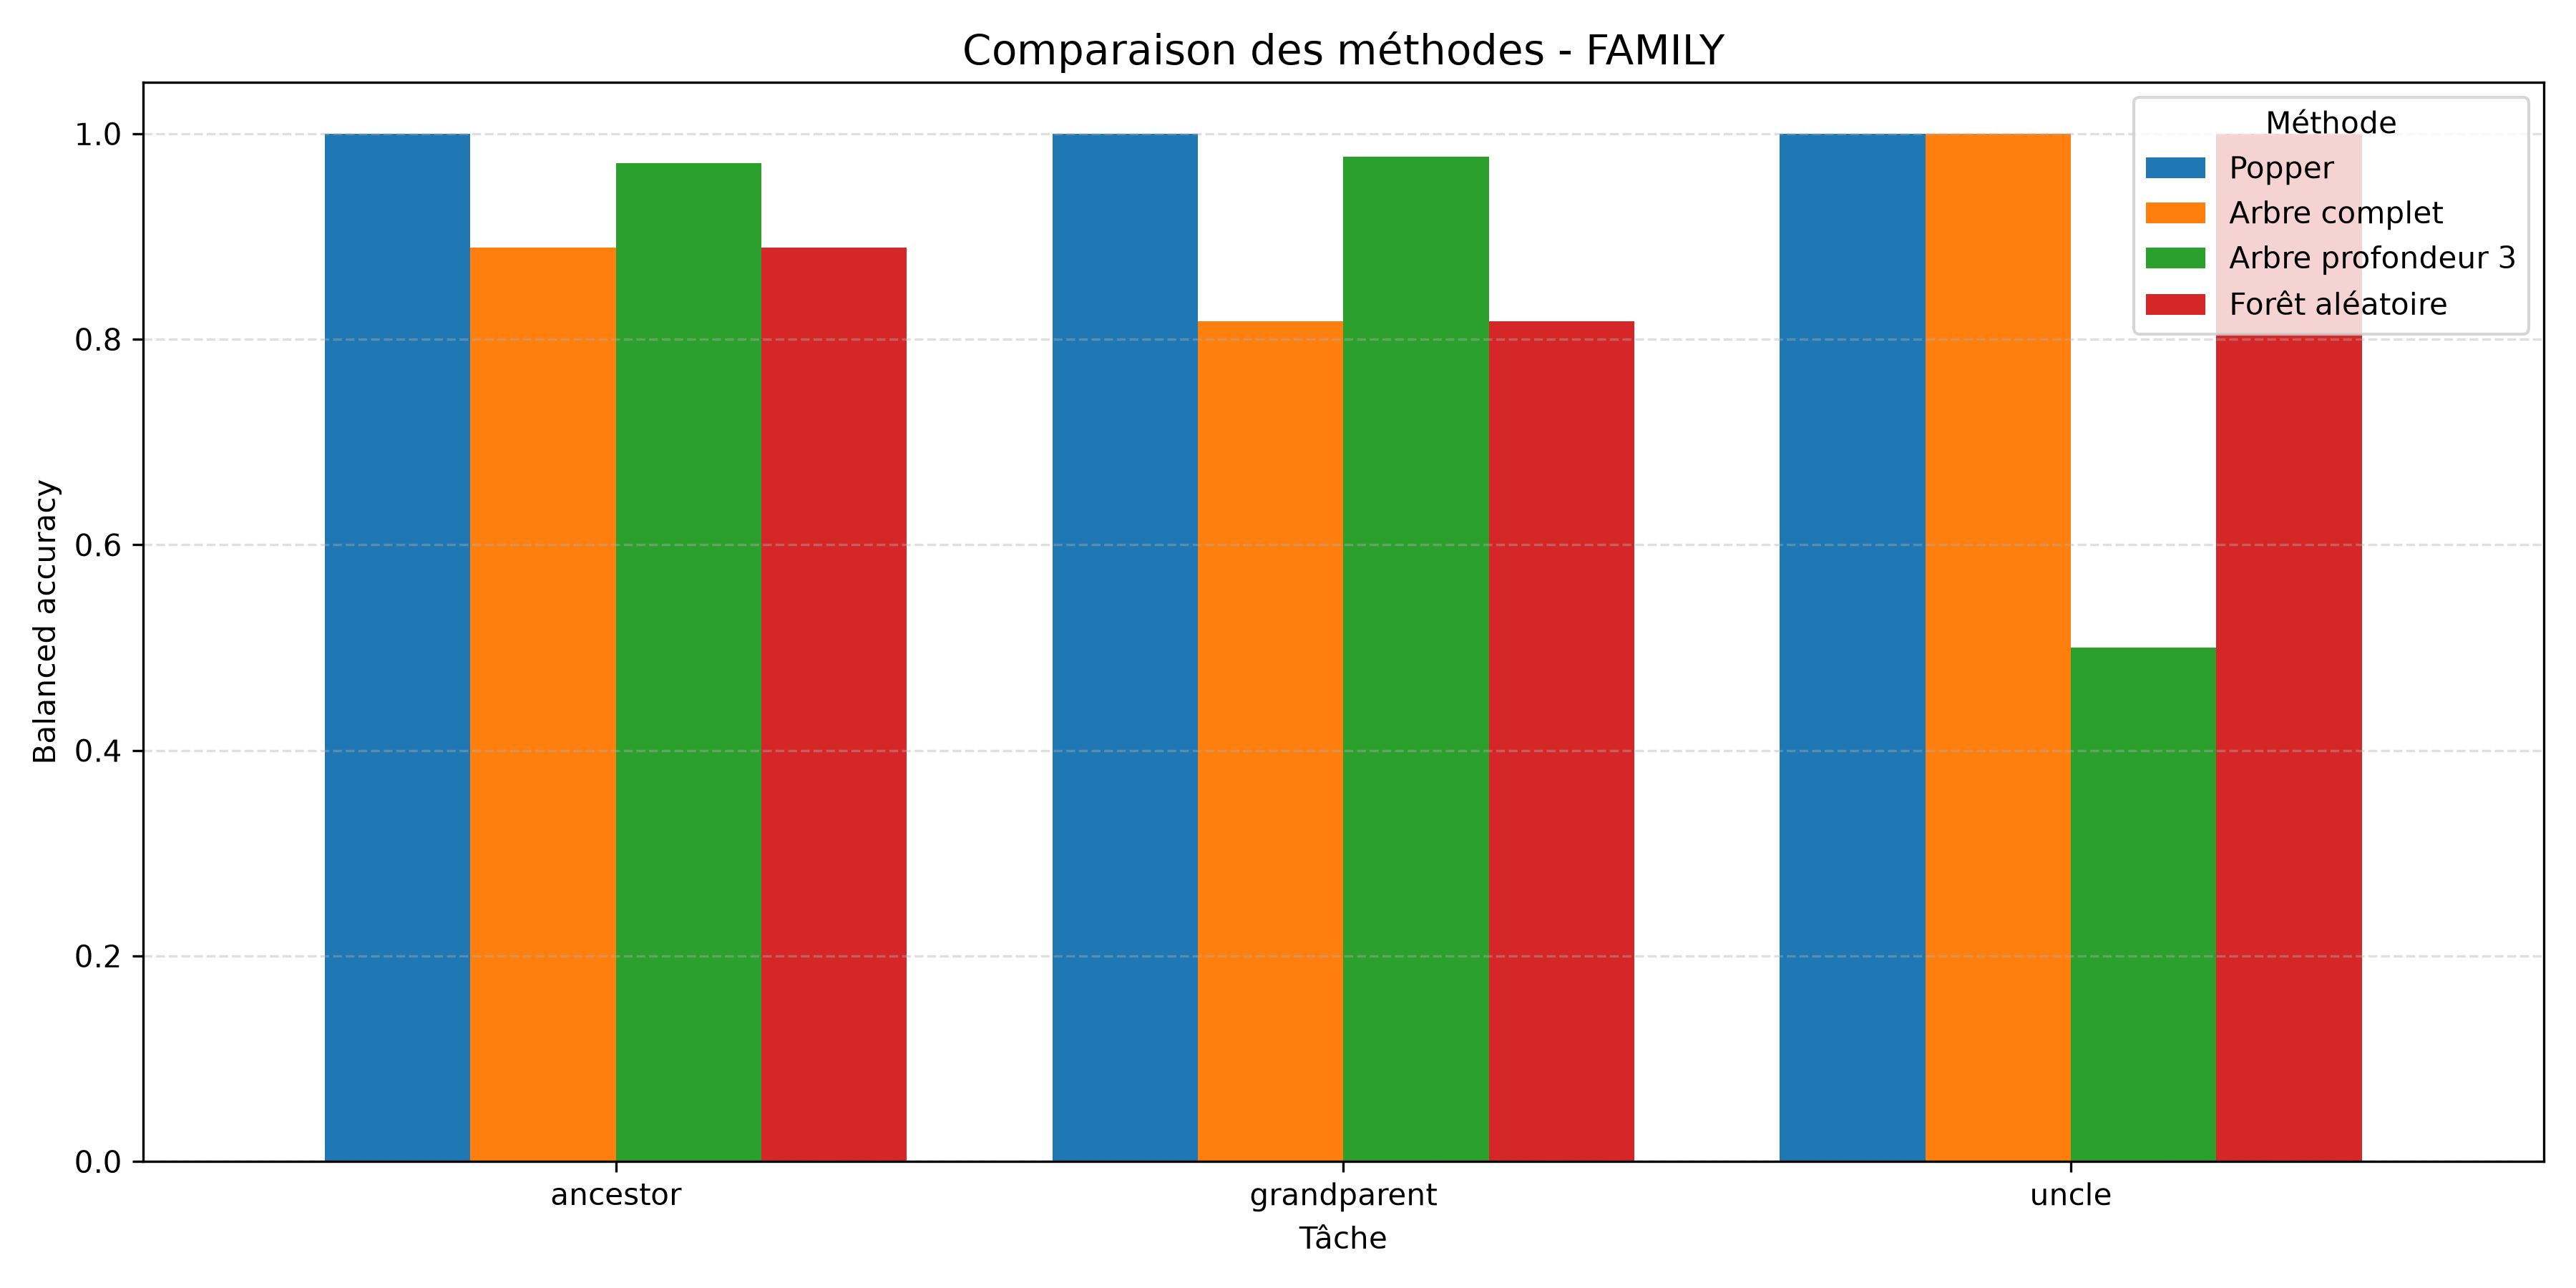 Comparaison des méthodes - FAMILY
Méthode
Popper
Arbre complet
Arbre profondeur 3
Forêt aléatoire
Balanced accuracy
1.0
0.8
0.6
0.4
0.2
0.0
ancestor grandparent uncle
Tâche